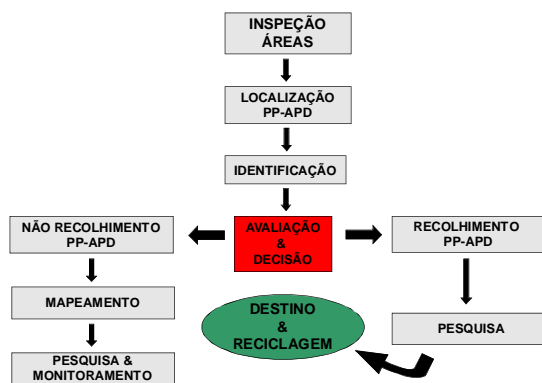 INSPEÇÃO
ÁREAS
LOCALIZAÇÃO
PP-APD
IDENTIFICAÇÃO
NÃO RECOLHIMENTO
PP-APD
AVALIAÇÃO
&
DECISÃO
RECOLHIMENTO
PP-APD
MAPEAMENTO
DESTINO
&
RECICLAGEM
PESQUISA
PESQUISA &
MONITORAMENTO